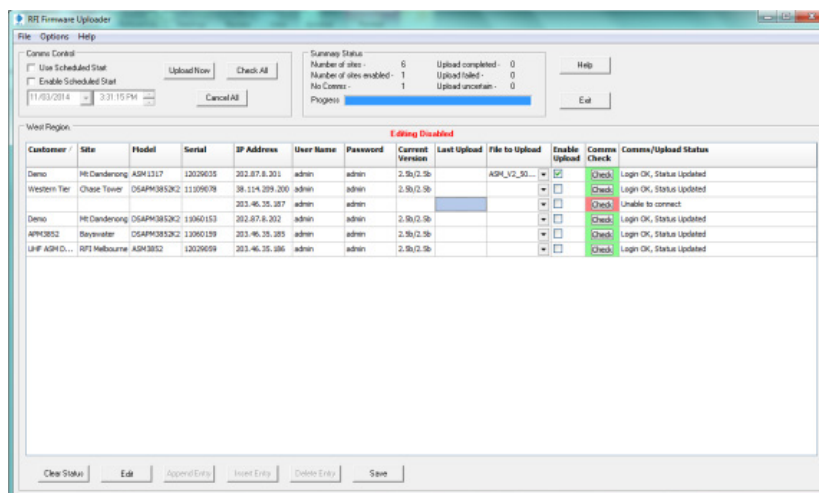 RFI Firmware Uploader
File Options Help
Comms Control
Use Scheduled Start
Enable Scheduled Start
11/03/2014 3:31:15 PM
Upload Now Check All
Cancel All
Summary Status
Number of sites - 6 Upload completed - 0
Number of sites enabled - 1 Upload failed - 0
No Comms - 1 Upload uncertain - 0
Progress
Help
Exit
West Region
Editing Disabled
Customer Site Model Serial IP Address User Name Password Current Version Last Upload File to Upload Enable Upload Comms Check Comms/Upload Status
Demo Mt Dandenong ASM1317 12029035 202.87.8.201 admin admin 2.5b/2.5b ASM_V2_50... Check Login OK, Status Updated
Western Tier Chase Tower DSAPM3852K2 11109078 38.114.209.200 admin admin 2.5b/2.5b Check Login OK, Status Updated
203.46.35.187 admin admin Check Unable to connect
Demo Mt Dandenong DSAPM3852K2 11060153 202.87.8.202 admin admin 2.5b/2.5b Check Login OK, Status Updated
APM3852 Bayswater DSAPM3852K2 11060159 203.46.35.185 admin admin 2.5b/2.5b Check Login OK, Status Updated
UHF ASM D... RFI Melbourne ASM3852 12029059 203.46.35.186 admin admin 2.5b/2.5b Check Login OK, Status Updated
Clear Status Edit Append Entry Insert Entry Delete Entry Save